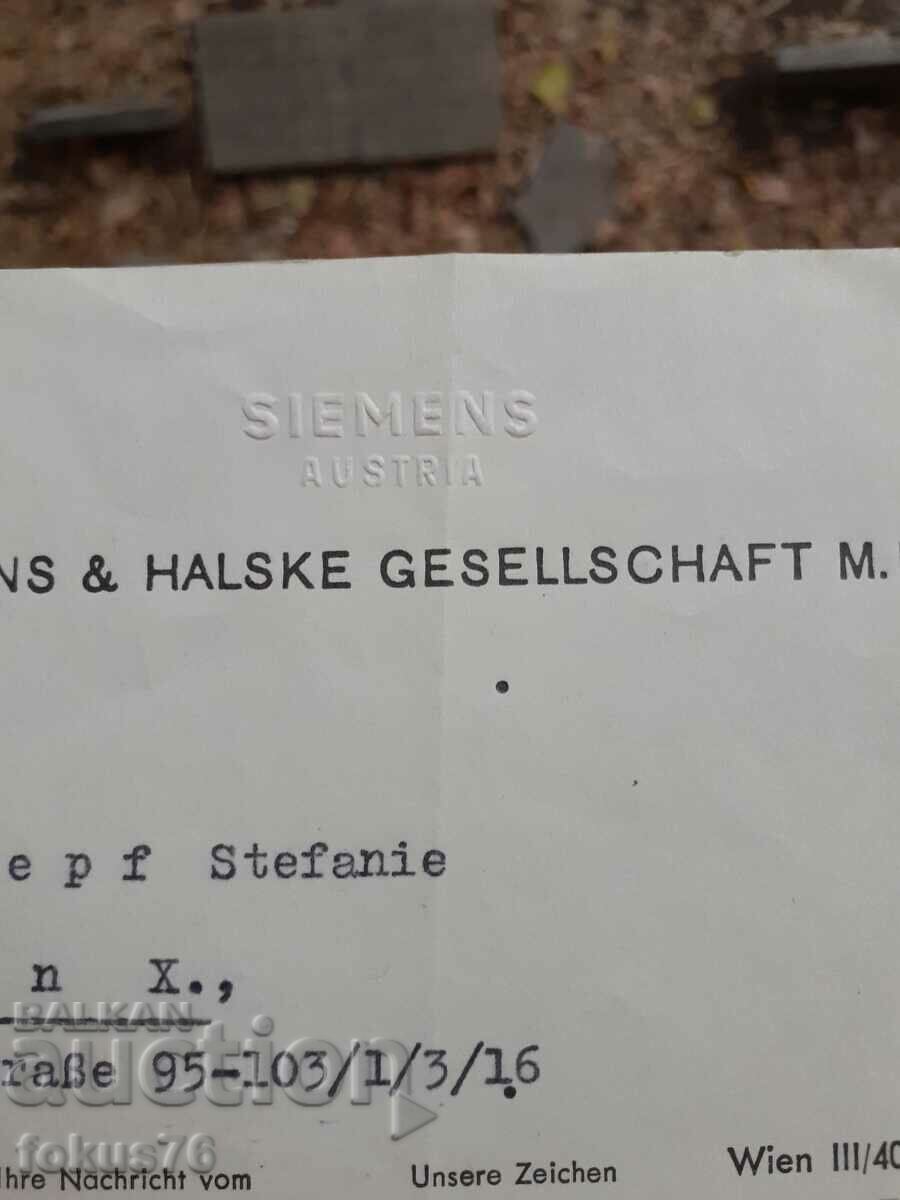 SIEMENS
AUSTRIA
NS & HALSKE GESELLSCHAFT M.
epf Stefanie
n X.,
raße 95-103/1/3/16
Ihre Nachricht vom Unsere Zeichen Wien III/40
BALKAN
auction
fokus76